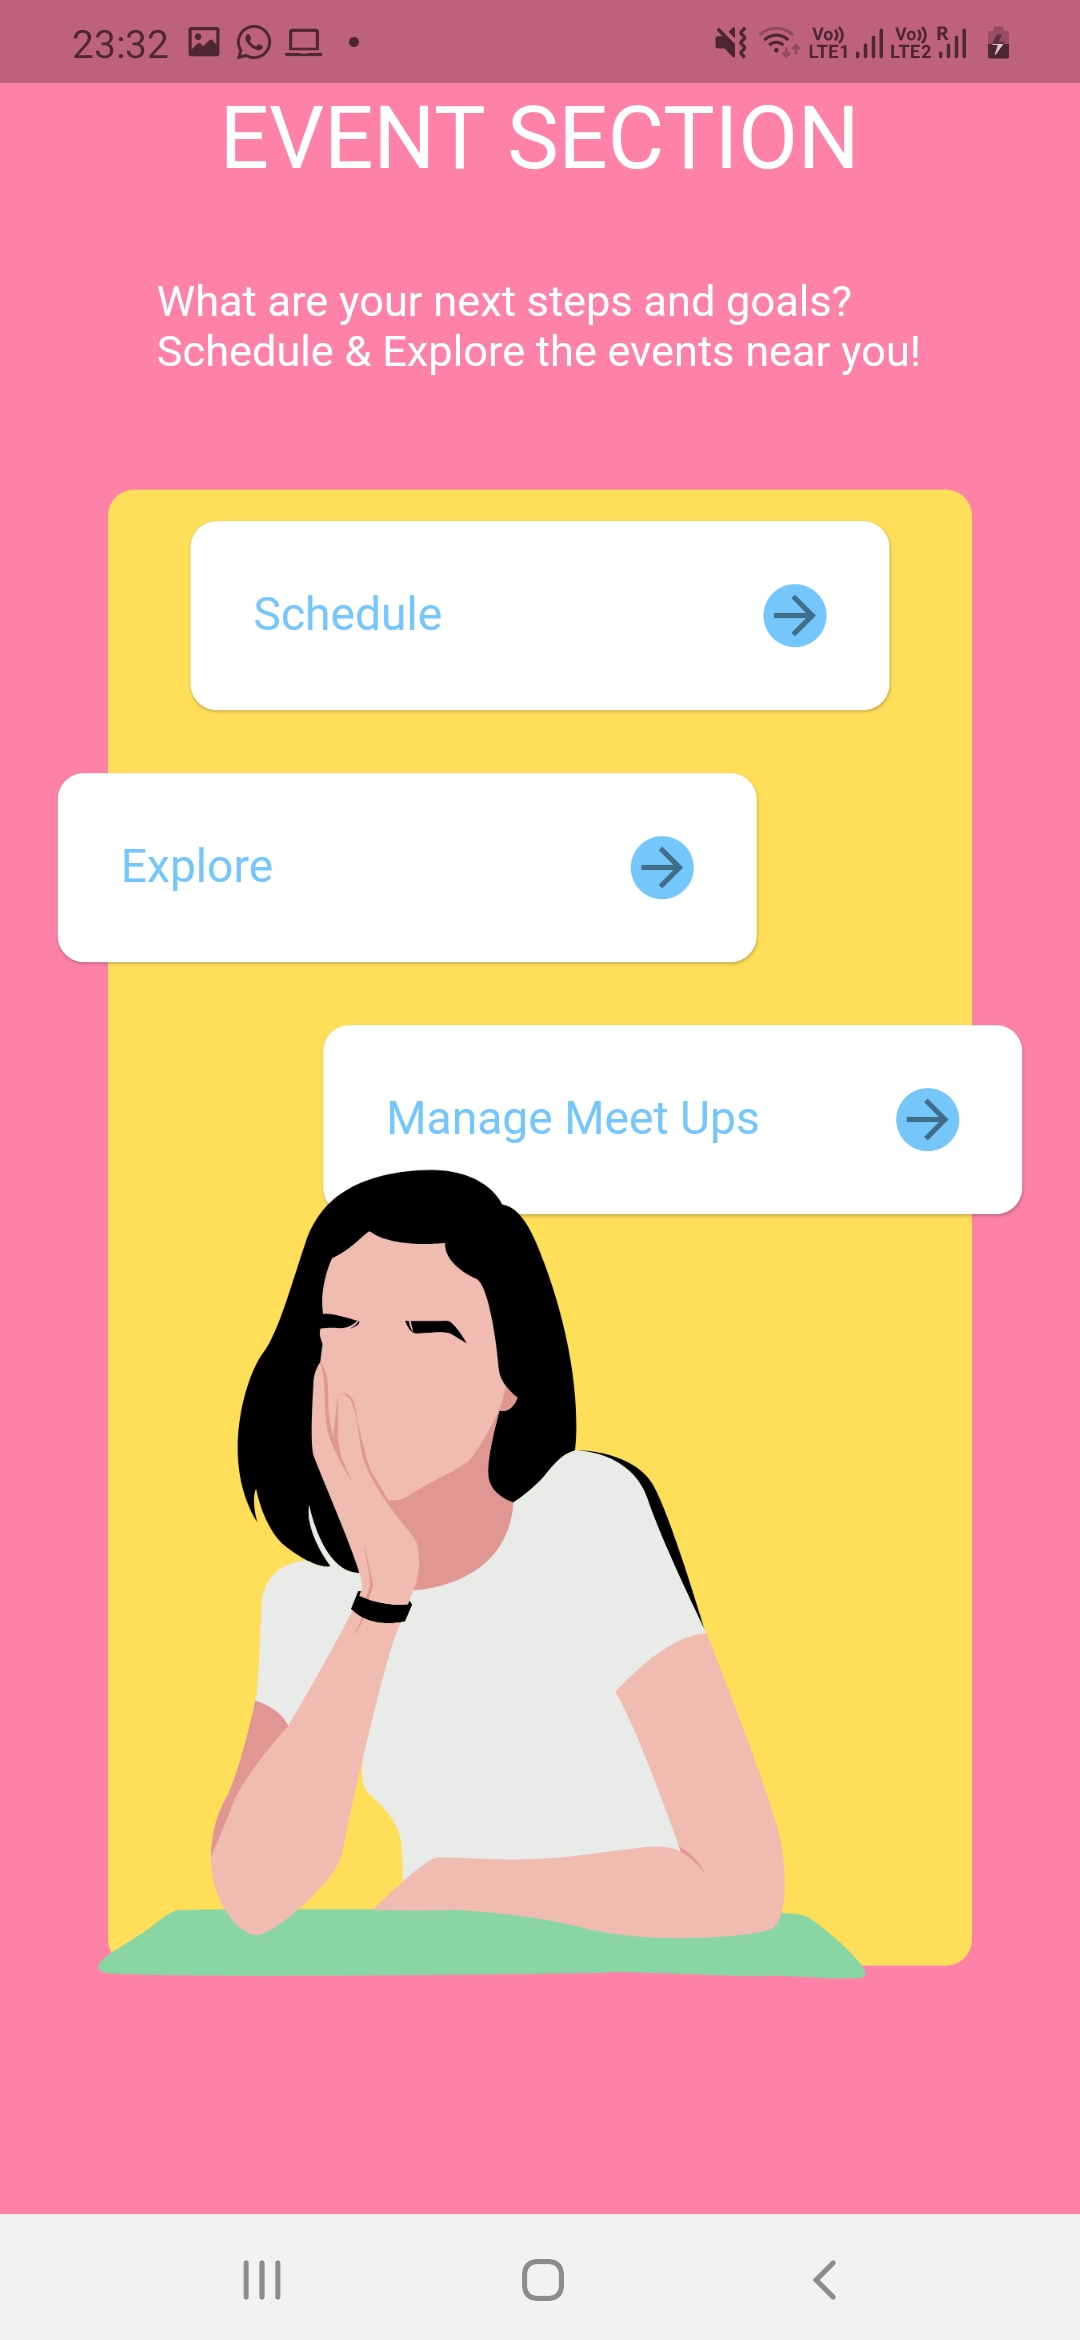 23:32 Vo)) LTE1 Vo)) LTE2 R
EVENT SECTION
What are your next steps and goals?
Schedule & Explore the events near you!
Schedule
Explore
Manage Meet Ups